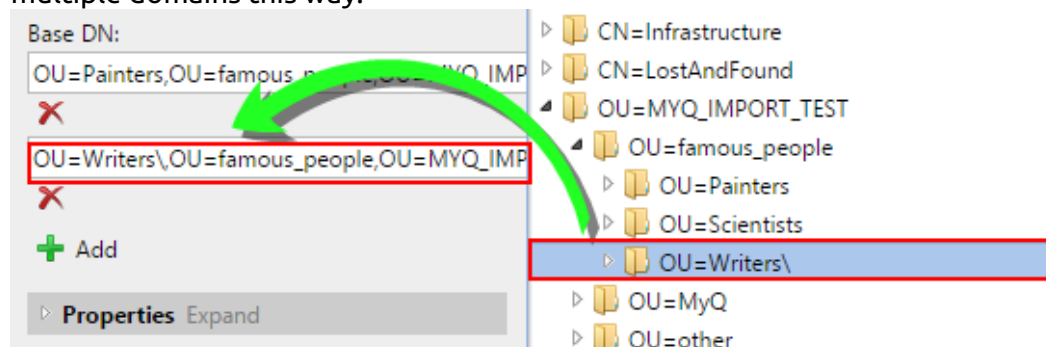 multiple domains this way.
Base DN:
OU=Painters,OU=famous_people,OU=MYQ_IMP
OU=Writers\,OU=famous_people,OU=MYQ_IMP
Add
Properties Expand
CN=Infrastructure
CN=LostAndFound
OU=MYQ_IMPORT_TEST
OU=famous_people
OU=Painters
OU=Scientists
OU=Writers\
OU=MyQ
OU=other